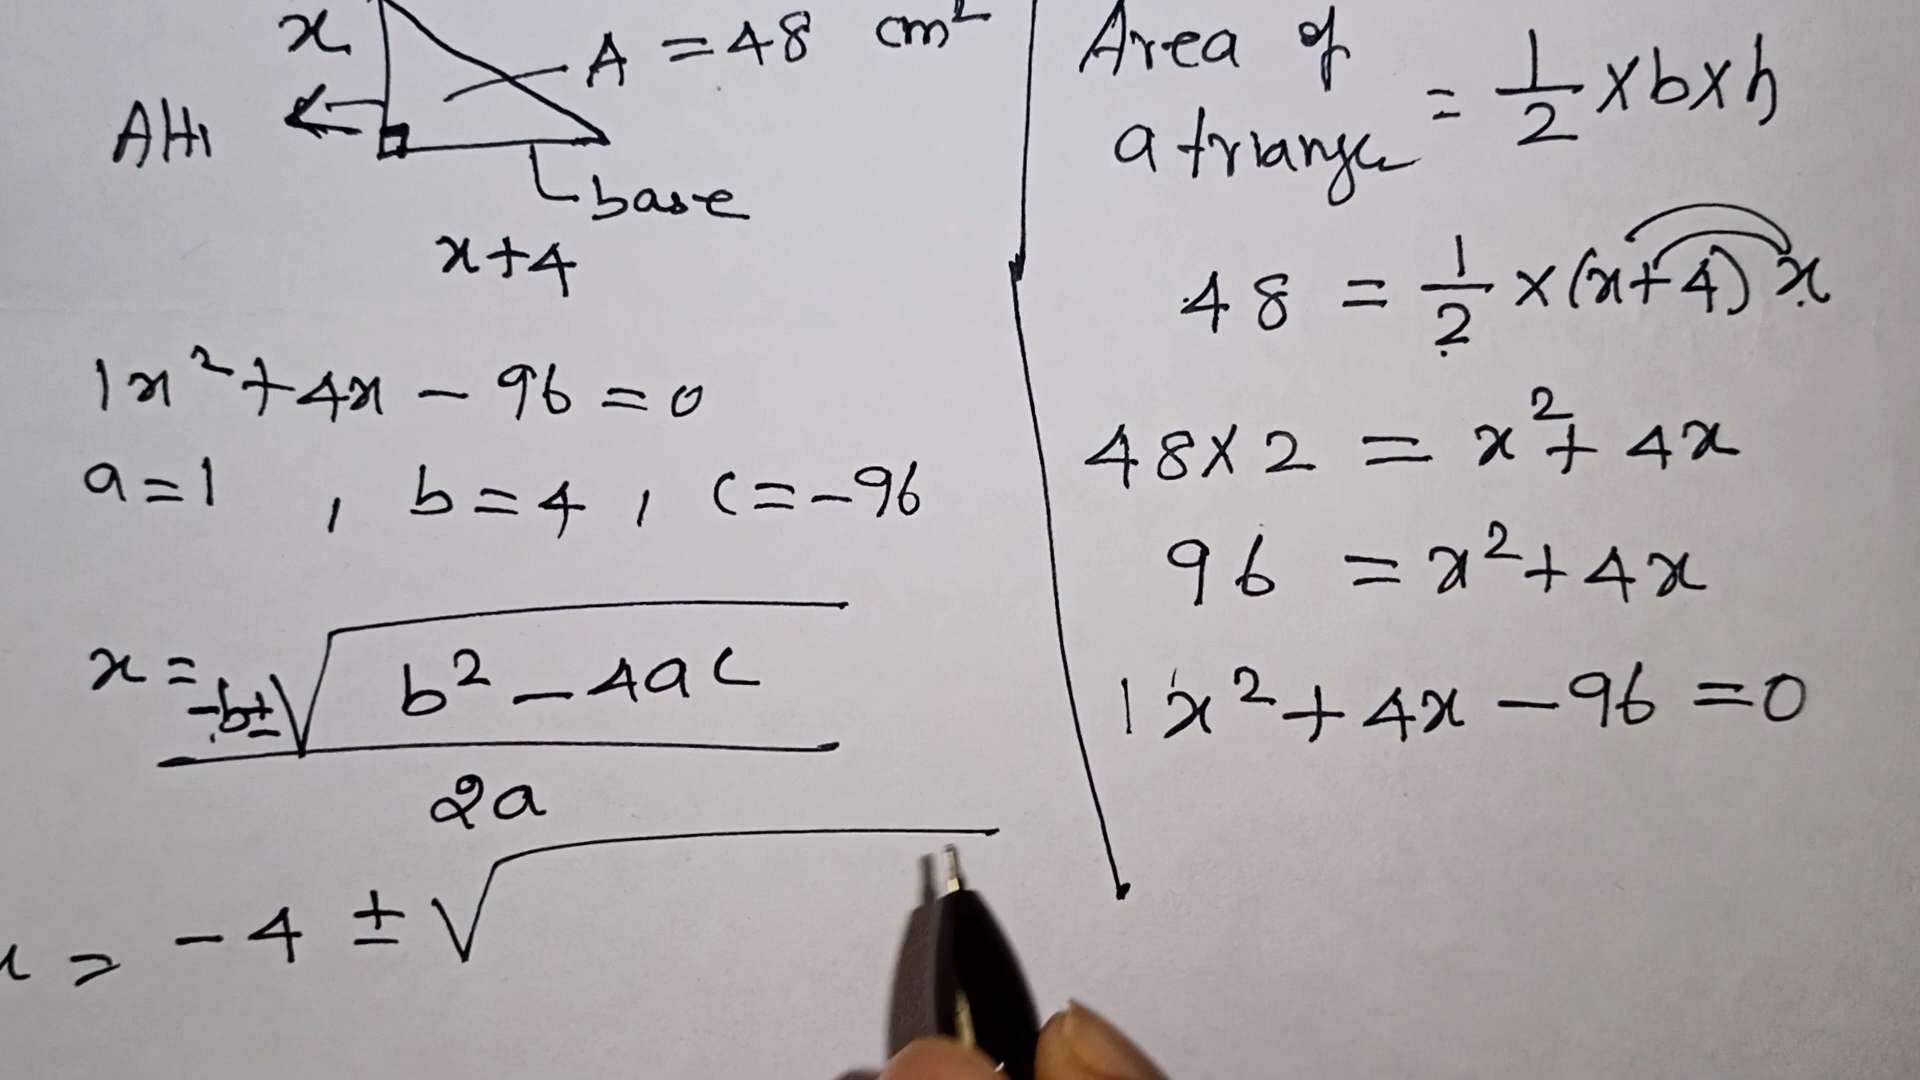 x
A = 48 cm²
Alti
base
x+4
1x² + 4x - 96 = 0
a=1 , b=4 , c=-96
x = -b±√b² - 4ac
2a
x = -4 ± √
Area of
a triangle = 1/2 × b × h
48 = 1/2 × (x+4) x
48×2 = x² + 4x
96 = x² + 4x
1x² + 4x - 96 = 0